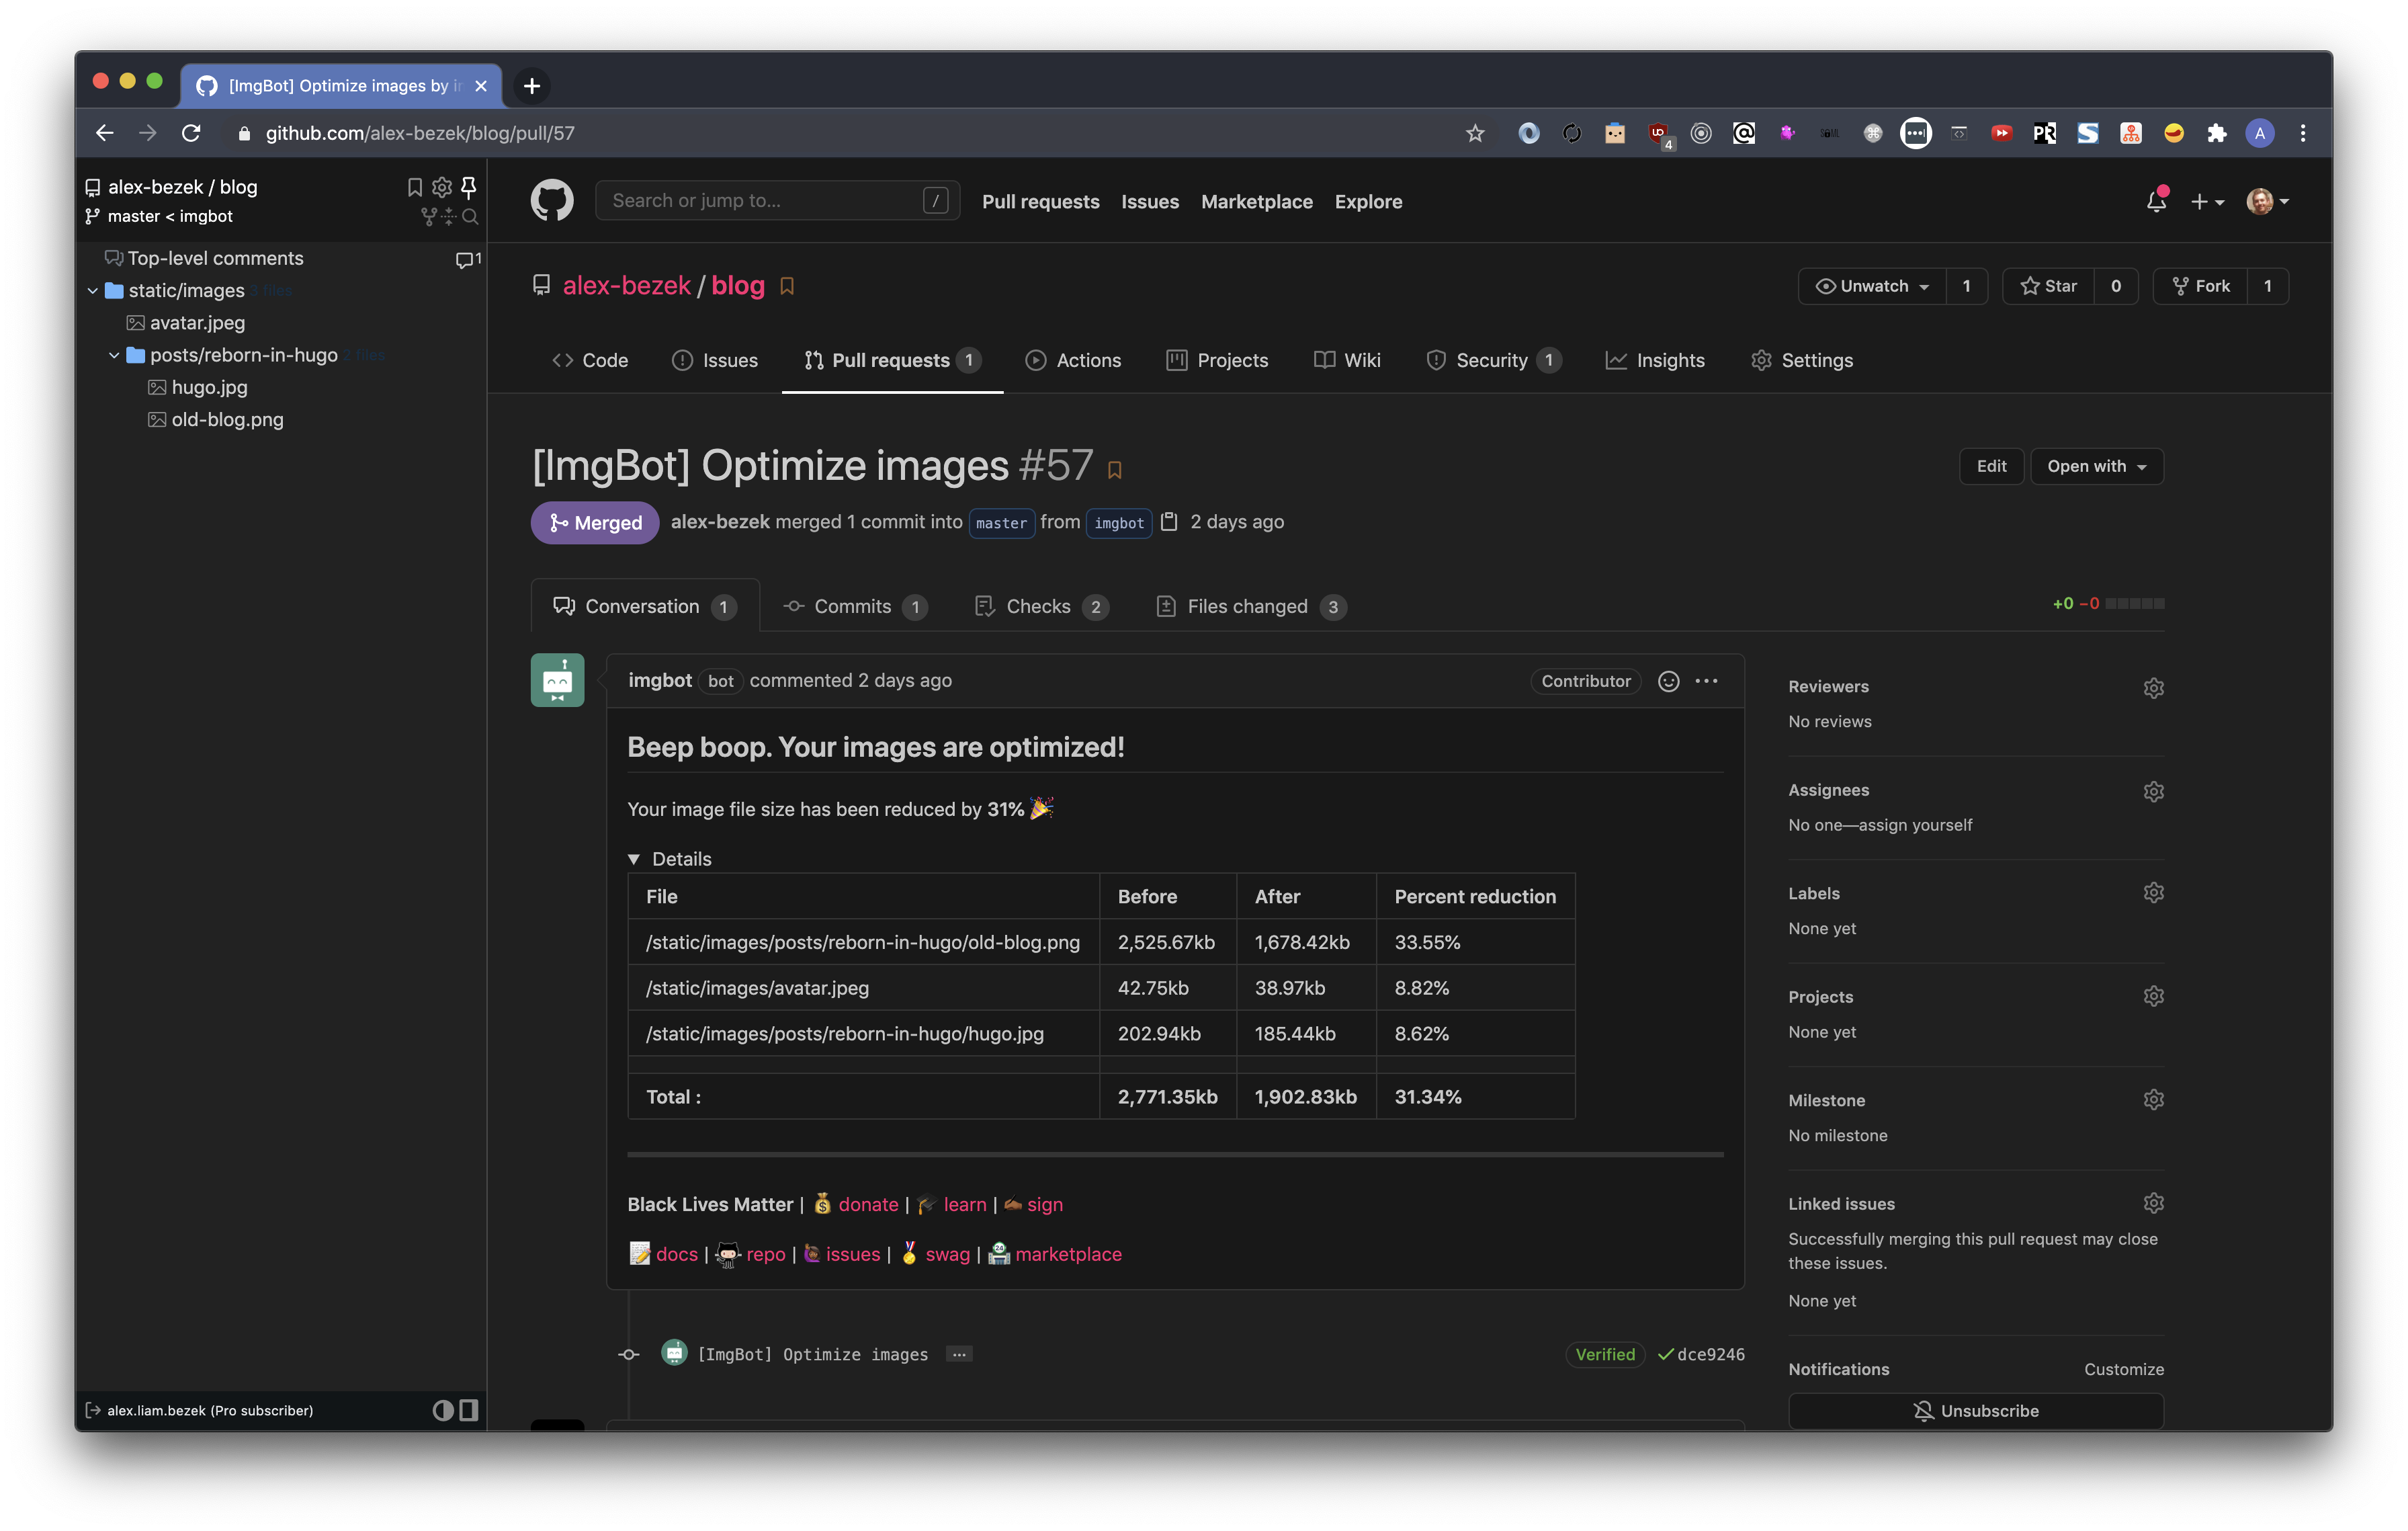 [ImgBot] Optimize images by
github.com/alex-bezek/blog/pull/57
4
A
alex-bezek / blog
master < imgbot
Top-level comments
1
static/images 3 files
avatar.jpeg
posts/reborn-in-hugo 2 files
hugo.jpg
old-blog.png
alex.liam.bezek (Pro subscriber)
Search or jump to...
/
Pull requests Issues Marketplace Explore
alex-bezek / blog
Unwatch 1 Star 0 Fork 1
Code Issues Pull requests 1 Actions Projects Wiki Security 1 Insights Settings
[ImgBot] Optimize images #57
Edit Open with
Merged alex-bezek merged 1 commit into master from imgbot 2 days ago
Conversation 1 Commits 1 Checks 2 Files changed 3
+0 −0
imgbot bot commented 2 days ago Contributor
Beep boop. Your images are optimized!
Your image file size has been reduced by 31%
Details
File Before After Percent reduction
/static/images/posts/reborn-in-hugo/old-blog.png 2,525.67kb 1,678.42kb 33.55%
/static/images/avatar.jpeg 42.75kb 38.97kb 8.82%
/static/images/posts/reborn-in-hugo/hugo.jpg 202.94kb 185.44kb 8.62%
Total : 2,771.35kb 1,902.83kb 31.34%
Black Lives Matter | donate | learn | sign
docs | repo | issues | swag | marketplace
[ImgBot] Optimize images ...
Verified dce9246
Reviewers
No reviews
Assignees
No one—assign yourself
Labels
None yet
Projects
None yet
Milestone
No milestone
Linked issues
Successfully merging this pull request may close
these issues.
None yet
Notifications Customize
Unsubscribe